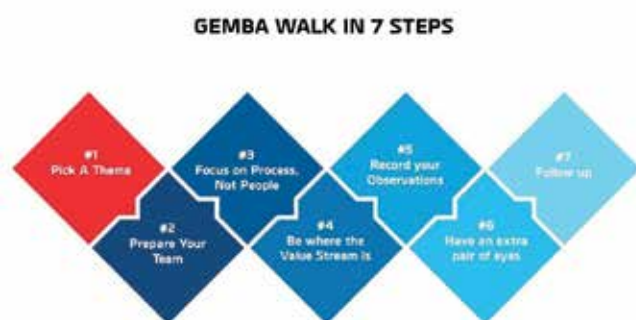 GEMBA WALK IN 7 STEPS
#1
Pick A Theme
#2
Prepare Your
Team
#3
Focus on Process,
Not People
#4
Be where the
Value Stream is
#5
Record your
Observations
#6
Have an extra
pair of eyes
#7
Follow up